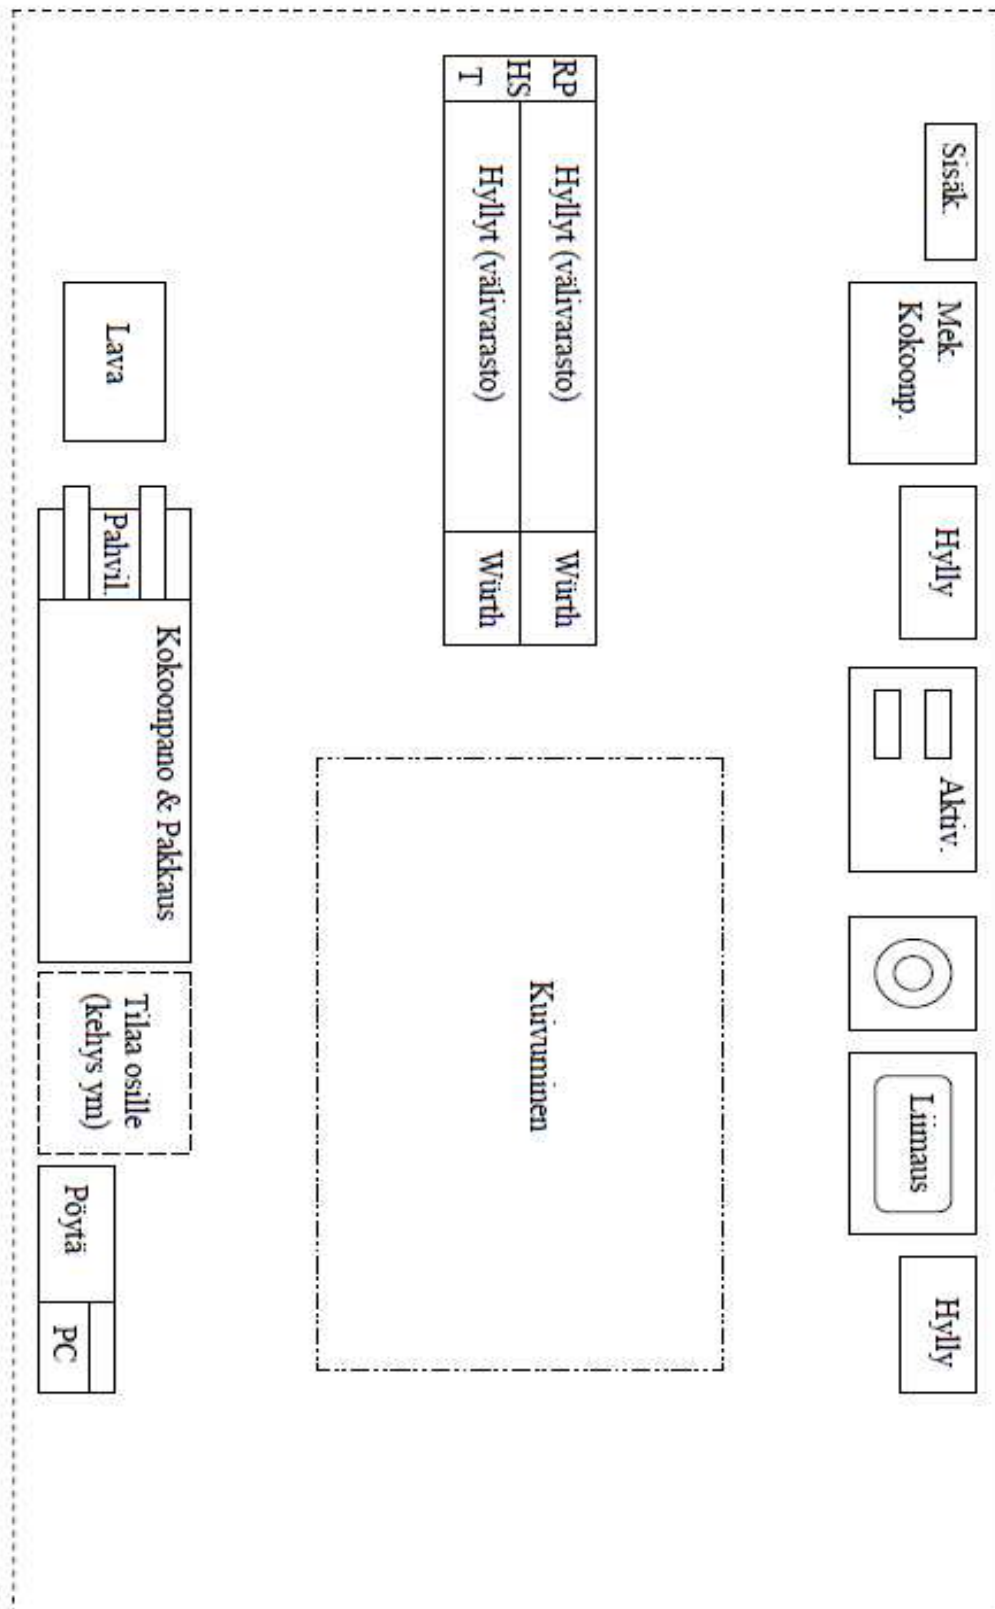 Sisäk.
Mek.
Kokoonp.
Hylly
Aktiv.
Liimaus
Hylly
RP
HS
T
Hyllyt (välivarasto)
Würth
Hyllyt (välivarasto)
Würth
Kuivuminen
Lava
Pahvil.
Kokoonpano & Pakkaus
Tilaa osille
(kehys ym)
Pöytä
PC